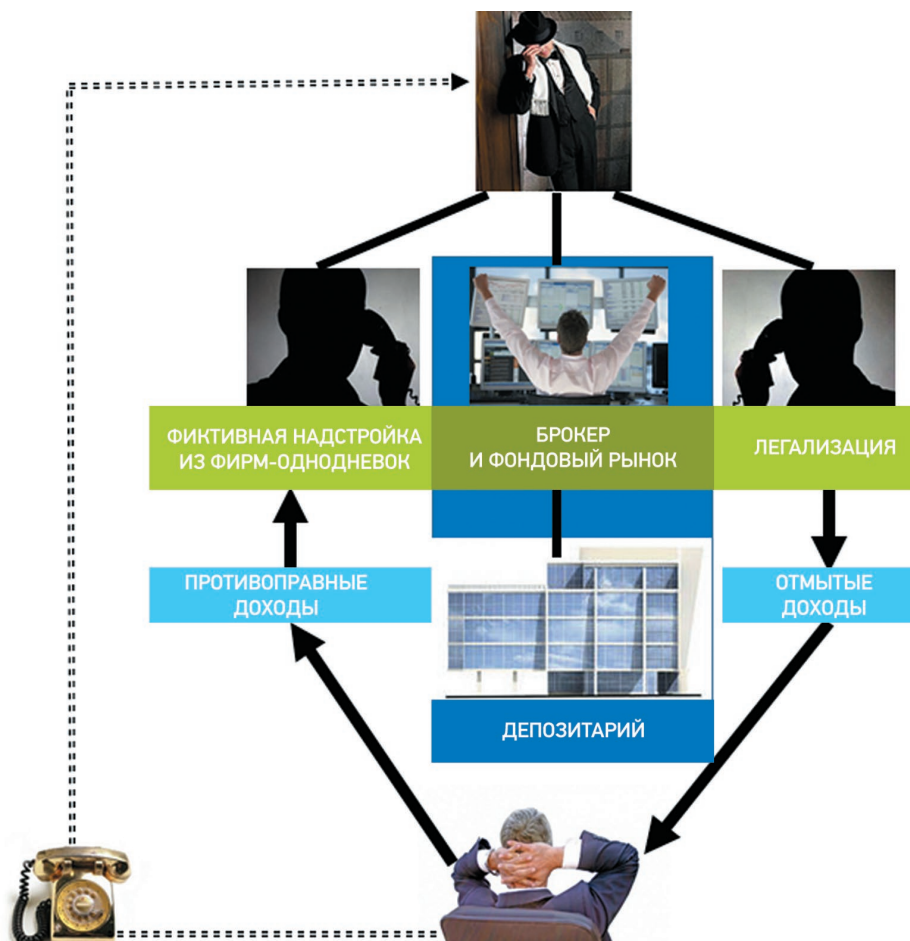 ФИКТИВНАЯ НАДСТРОЙКА
ИЗ ФИРМ-ОДНОДНЕВОК
БРОКЕР
И ФОНДОВЫЙ РЫНОК
ЛЕГАЛИЗАЦИЯ
ПРОТИВОПРАВНЫЕ
ДОХОДЫ
ОТМЫТЫЕ
ДОХОДЫ
ДЕПОЗИТАРИЙ